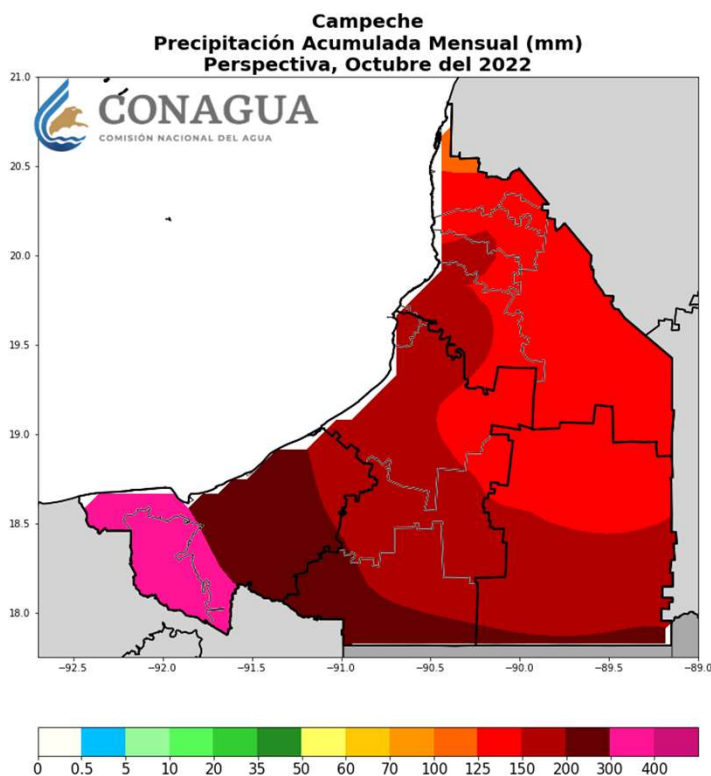 Campeche
Precipitación Acumulada Mensual (mm)
Perspectiva, Octubre del 2022
CONAGUA
COMISIÓN NACIONAL DEL AGUA
21.0
20.5
20.0
19.5
19.0
18.5
18.0
−92.5 −92.0 −91.5 −91.0 −90.5 −90.0 −89.5 −89.0
0 0.5 5 10 20 35 50 60 70 100 125 150 200 300 400